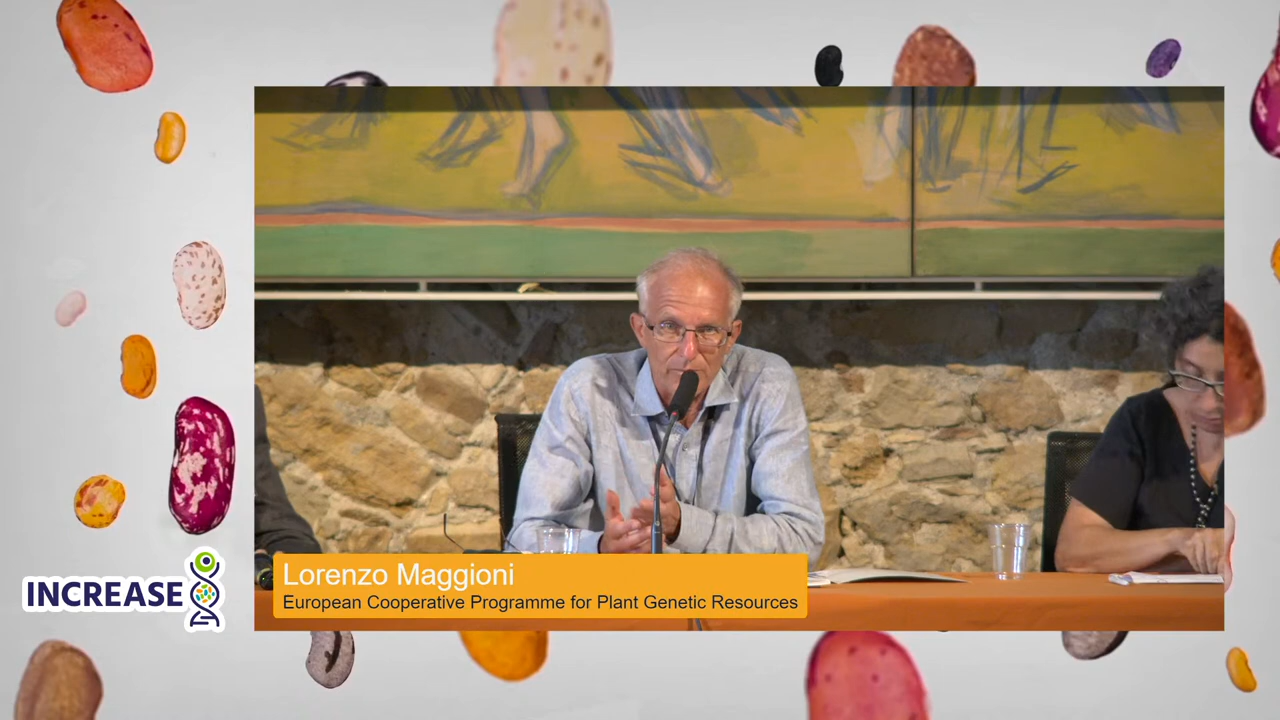 Lorenzo Maggioni
European Cooperative Programme for Plant Genetic Resources
INCREASE